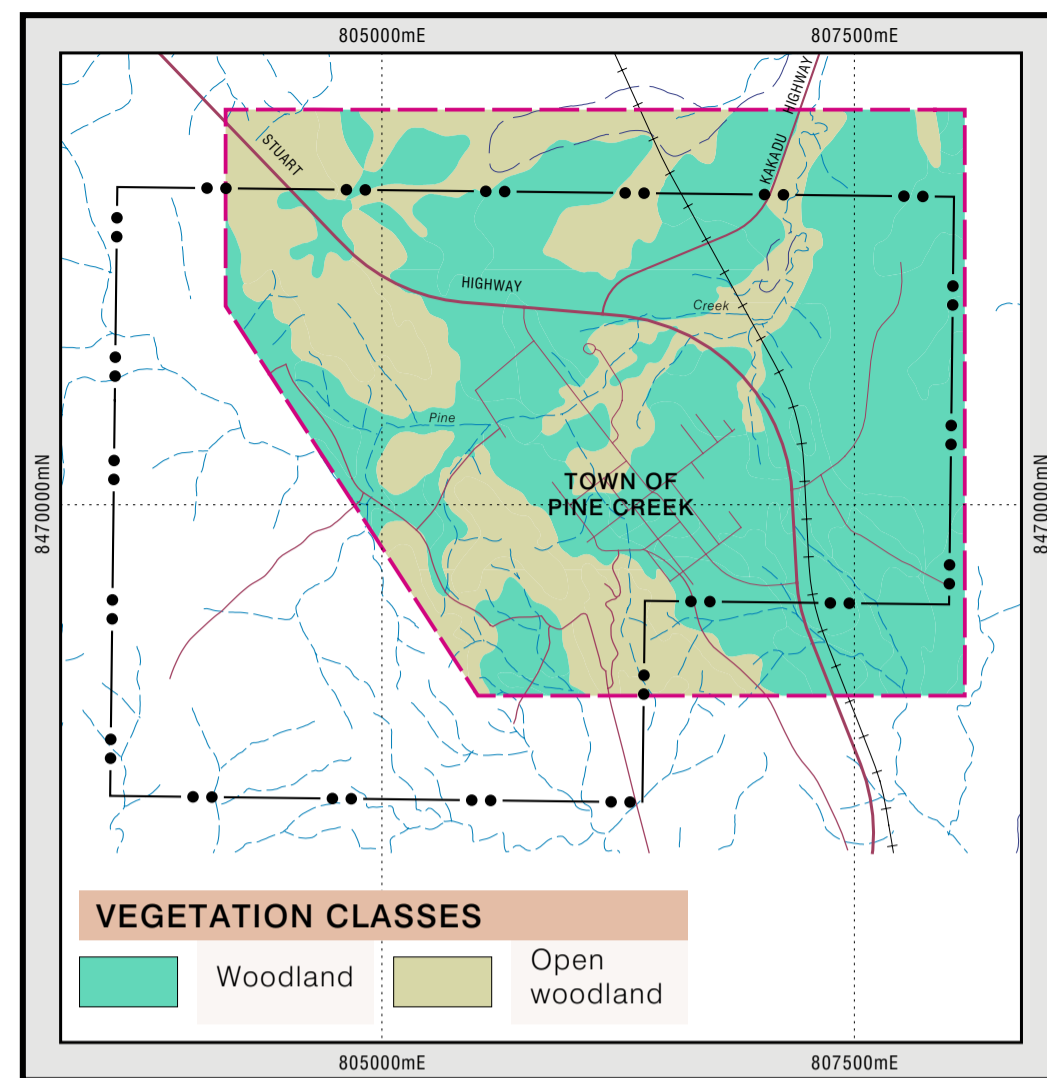 805000mE
807500mE
STUART
HIGHWAY
KAKADU
HIGHWAY
Creek
Pine
8470000mN
8470000mN
TOWN OF
PINE CREEK
VEGETATION CLASSES
Woodland
Open
woodland
805000mE
807500mE